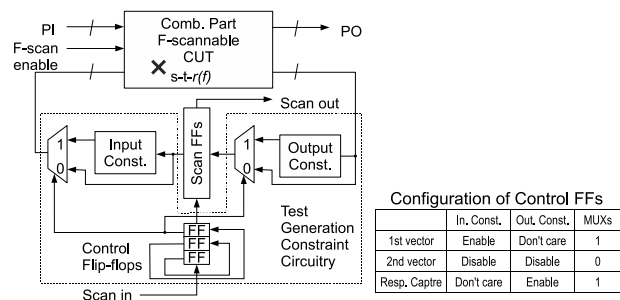 PI
F-scan
enable
Comb. Part
F-scannable
CUT
s-t-r(f)
PO
Scan out
1
0
Input
Const.
Scan FFs
1
0
Output
Const.
Control
Flip-flops
FF
FF
FF
Test
Generation
Constraint
Circuitry
Scan in
Configuration of Control FFs
In. Const. Out. Const. MUXs
1st vector Enable Don't care 1
2nd vector Disable Disable 0
Resp. Captre Don't care Enable 1